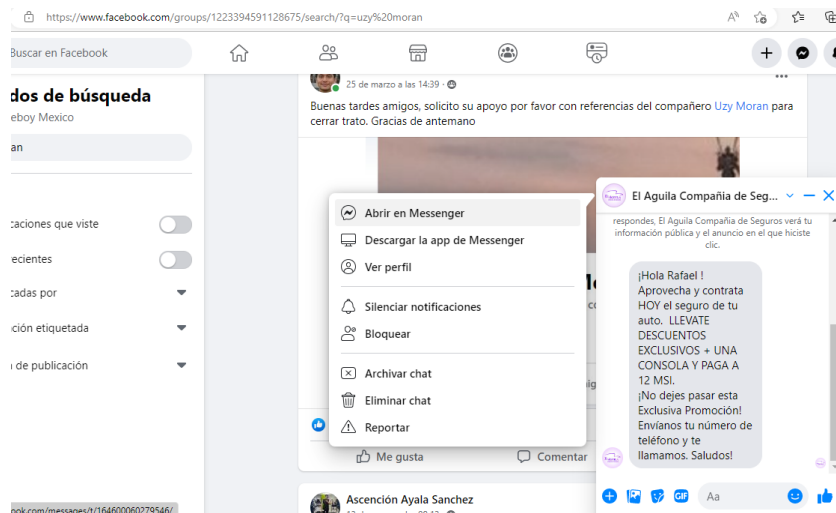 https://www.facebook.com/groups/1223394591128675/search/?q=uzy%20moran
Buscar en Facebook
dos de búsqueda
eboy Mexico
an
caciones que viste
ecientes
cadas por
ción etiquetada
de publicación
ook.com/messages/t/164600060279546/
25 de marzo a las 14:39 ·
Buenas tardes amigos, solicito su apoyo por favor con referencias del compañero Uzy Moran para
cerrar trato. Gracias de antemano
Abrir en Messenger
Descargar la app de Messenger
Ver perfil
Silenciar notificaciones
Bloquear
Archivar chat
Eliminar chat
Reportar
Me gusta
Comentar
Ascención Ayala Sanchez
El Aguila Compañia de Seg...
respondes, El Aguila Compañia de Seguros verá tu
información pública y el anuncio en el que hiciste
clic.
¡Hola Rafael !
Aprovecha y contrata
HOY el seguro de tu
auto. LLEVATE
DESCUENTOS
EXCLUSIVOS + UNA
CONSOLA Y PAGA A
12 MSI.
¡No dejes pasar esta
Exclusiva Promoción!
Envíanos tu número de
teléfono y te
llamamos. Saludos!
GIF
Aa